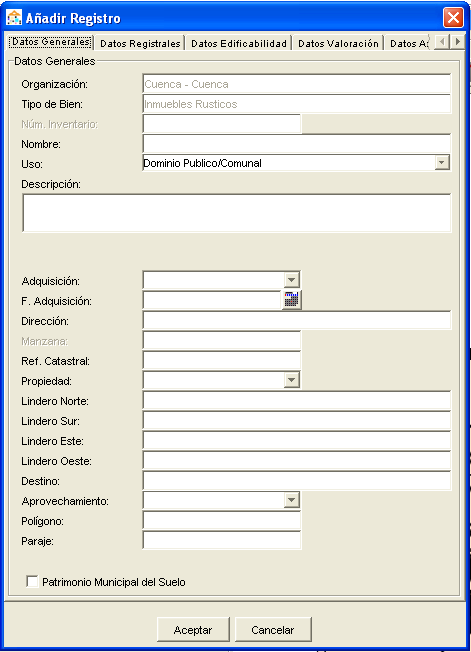 Añadir Registro
Datos Generales Datos Registrales Datos Edificabilidad Datos Valoración Datos A
Datos Generales
Organización: Cuenca - Cuenca
Tipo de Bien: Inmuebles Rusticos
Núm. Inventario:
Nombre:
Uso: Dominio Publico/Comunal
Descripción:
Adquisición:
F. Adquisición:
Dirección:
Manzana:
Ref. Catastral:
Propiedad:
Lindero Norte:
Lindero Sur:
Lindero Este:
Lindero Oeste:
Destino:
Aprovechamiento:
Polígono:
Paraje:
Patrimonio Municipal del Suelo
Aceptar Cancelar